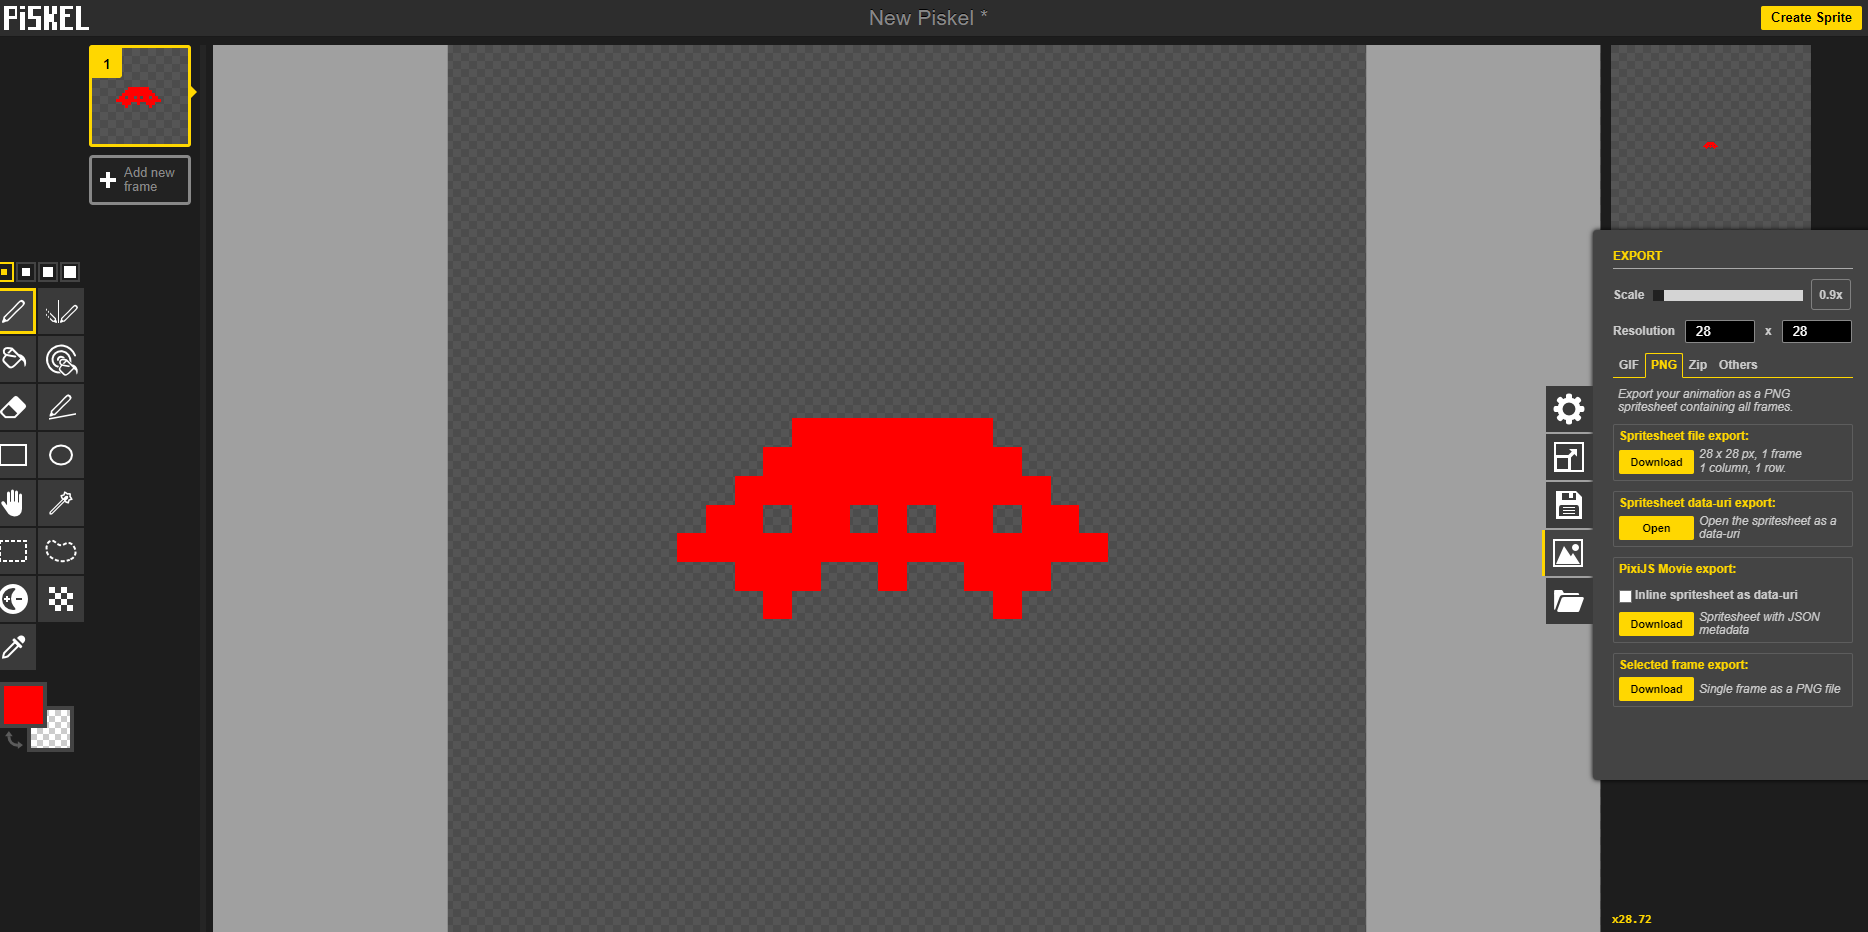 PiSKEL
New Piskel *
Create Sprite
1
Add new
frame
EXPORT
Scale 0.9x
Resolution 28 x 28
GIF PNG Zip Others
Export your animation as a PNG
spritesheet containing all frames.
Spritesheet file export:
Download 28 x 28 px, 1 frame
1 column, 1 row.
Spritesheet data-uri export:
Open Open the spritesheet as a
data-uri
PixiJS Movie export:
Inline spritesheet as data-uri
Download Spritesheet with JSON
metadata
Selected frame export:
Download Single frame as a PNG file
x28.72